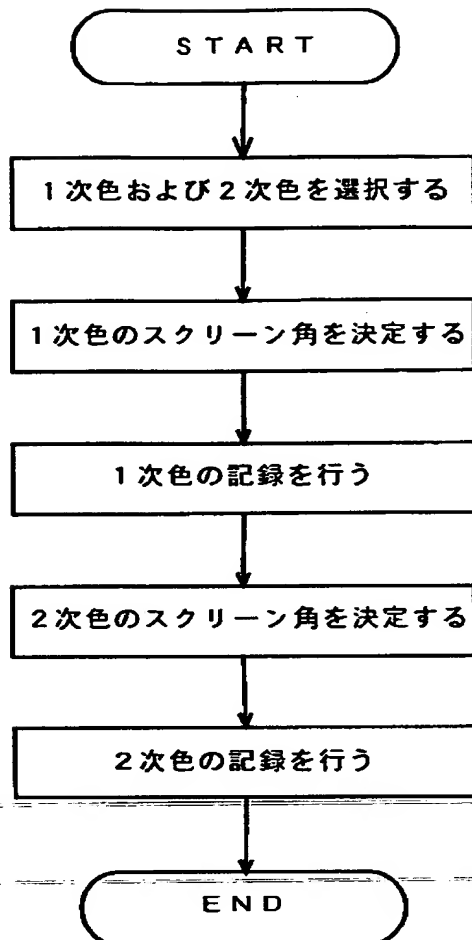 START
1次色および2次色を選択する
1次色のスクリーン角を決定する
1次色の記録を行う
2次色のスクリーン角を決定する
2次色の記録を行う
END